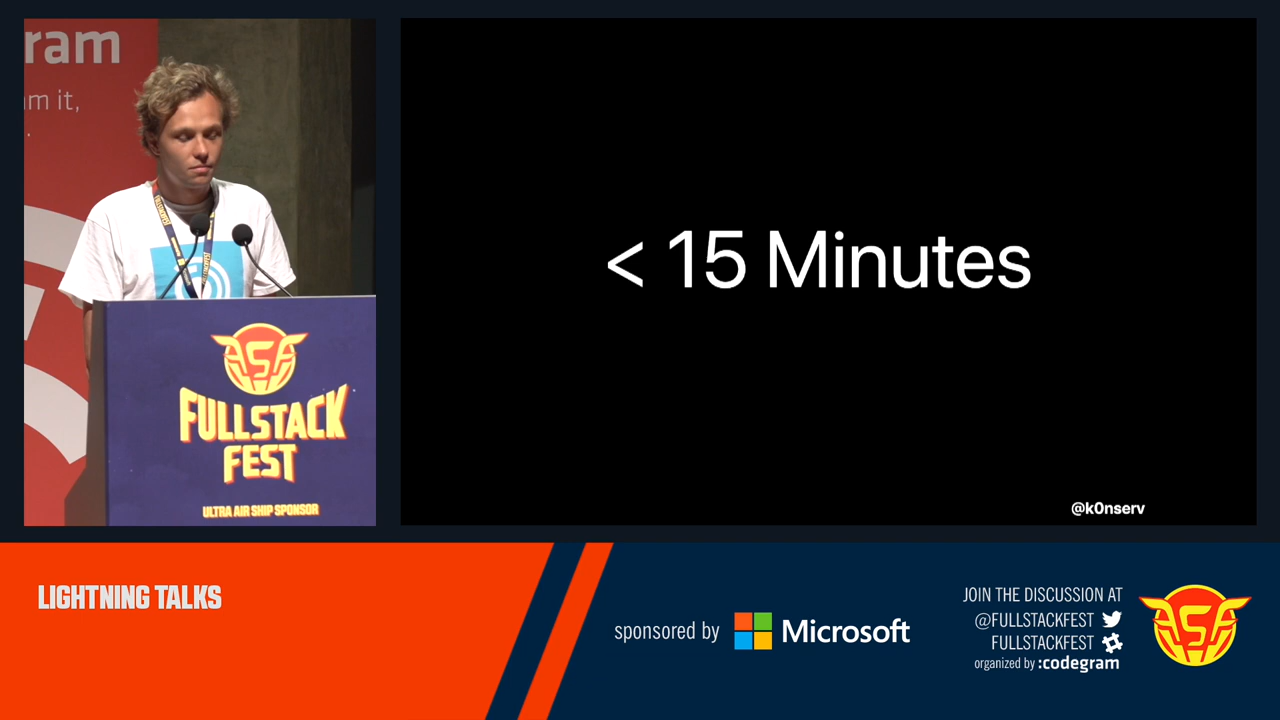 ram
m it,
< 15 Minutes
@k0nserv
FULLSTACK
FEST
ULTRA AIR SHIP SPONSOR
LIGHTNING TALKS
sponsored by Microsoft
JOIN THE DISCUSSION AT
@FULLSTACKFEST
FULLSTACKFEST
organized by :codegram